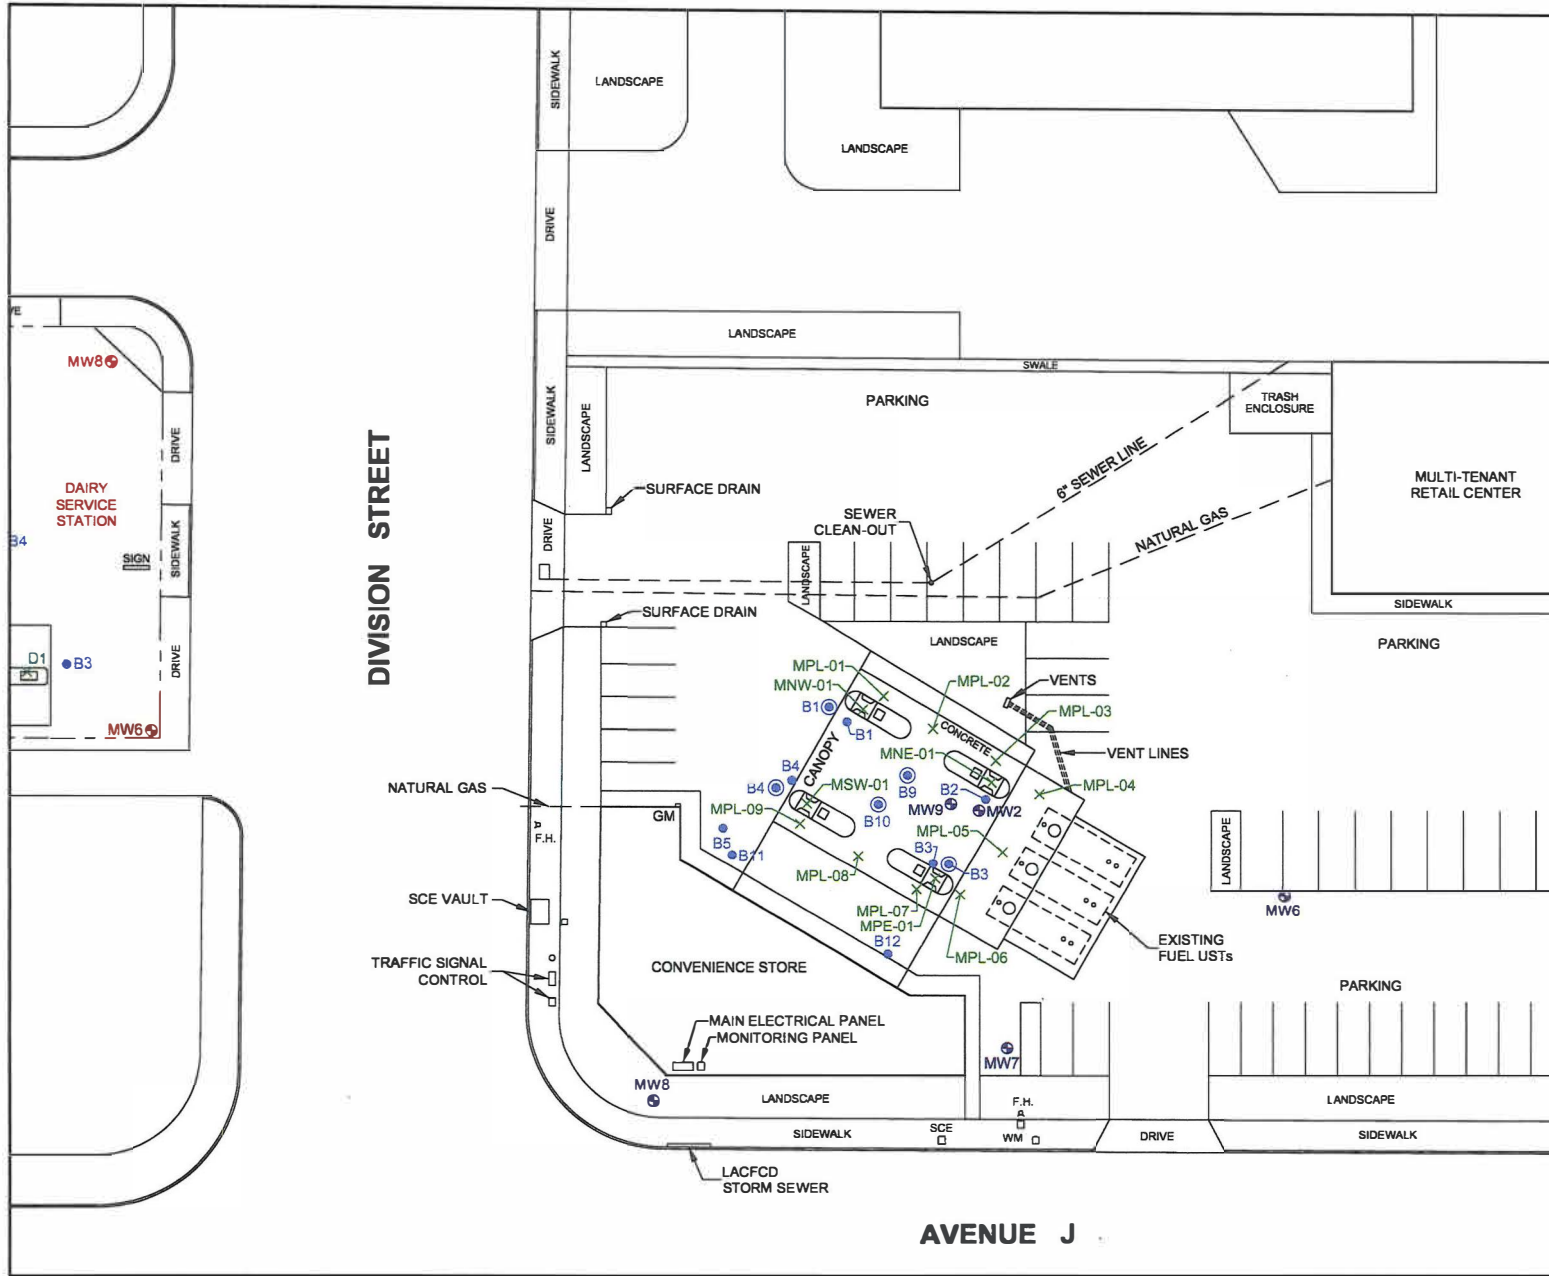 SIDEWALK
LANDSCAPE
LANDSCAPE
DRIVE
LANDSCAPE
SWALE
MW8
SIDEWALK
LANDSCAPE
PARKING
TRASH
ENCLOSURE
DRIVE
DIVISION STREET
6" SEWER LINE
MULTI-TENANT
RETAIL CENTER
DAIRY
SERVICE
STATION
SURFACE DRAIN
SEWER
CLEAN-OUT
NATURAL GAS
B4
SIGN
SIDEWALK
DRIVE
LANDSCAPE
SIDEWALK
SURFACE DRAIN
LANDSCAPE
PARKING
D1
B3
DRIVE
MPL-01
MPL-02
VENTS
MNW-01
B1
B1
MPL-03
MW6
CONCRETE
MNE-01
VENT LINES
CANOPY
B4
B4
B9
B2
MPL-04
NATURAL GAS
MSW-01
MW9
MW2
GM
MPL-09
B10
F.H.
B5
B11
MPL-05
B3
B3
LANDSCAPE
MPL-08
SCE VAULT
MPL-07
MPE-01
MW6
B12
MPL-06
EXISTING
FUEL USTs
TRAFFIC SIGNAL
CONTROL
CONVENIENCE STORE
PARKING
MAIN ELECTRICAL PANEL
MONITORING PANEL
MW7
MW8
LANDSCAPE
F.H.
LANDSCAPE
SIDEWALK
SCE
WM
DRIVE
SIDEWALK
LACFCD
STORM SEWER
AVENUE J